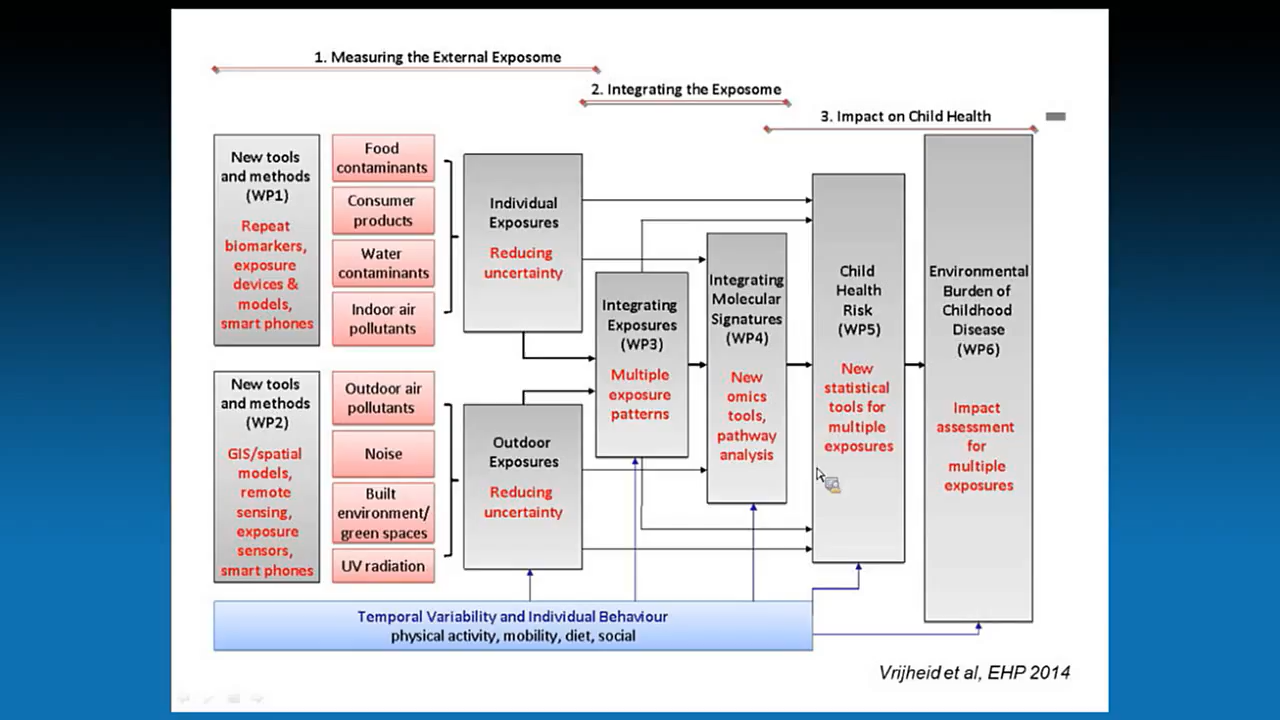 1. Measuring the External Exposome
2. Integrating the Exposome
3. Impact on Child Health
New tools
and methods
(WP1)
Repeat
biomarkers,
exposure
devices &
models,
smart phones
Food
contaminants
Consumer
products
Water
contaminants
Indoor air
pollutants
Individual
Exposures
Reducing
uncertainty
New tools
and methods
(WP2)
GIS/spatial
models,
remote
sensing,
exposure
sensors,
smart phones
Outdoor air
pollutants
Noise
Built
environment/
green spaces
UV radiation
Outdoor
Exposures
Reducing
uncertainty
Integrating
Exposures
(WP3)
Multiple
exposure
patterns
Integrating
Molecular
Signatures
(WP4)
New
omics
tools,
pathway
analysis
Child
Health
Risk
(WP5)
New
statistical
tools for
multiple
exposures
Environmental
Burden of
Childhood
Disease
(WP6)
Impact
assessment
for
multiple
exposures
Temporal Variability and Individual Behaviour
physical activity, mobility, diet, social
Vrijheid et al, EHP 2014